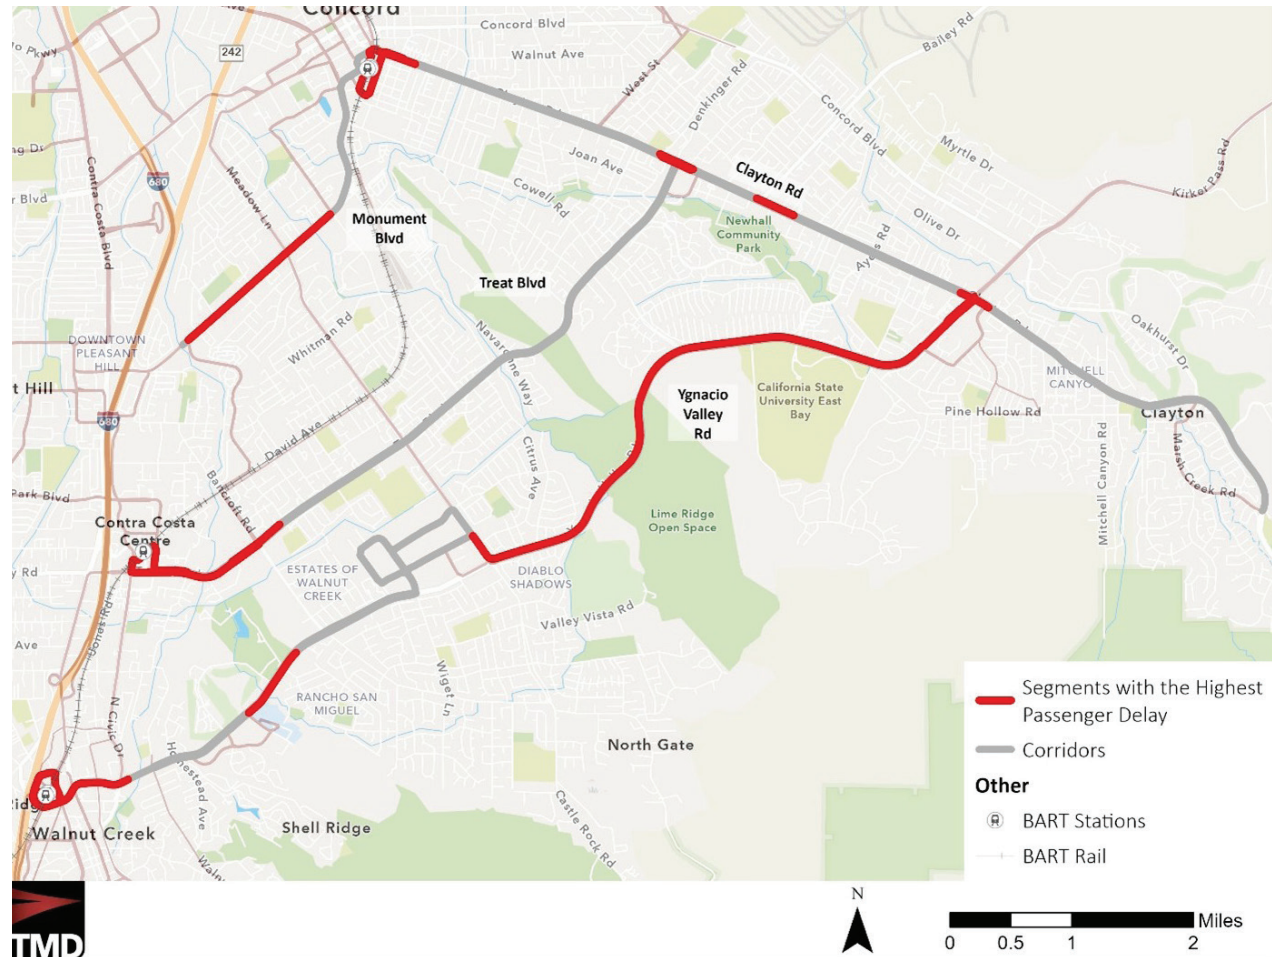 Concord
Concord Blvd
Walnut Ave
Bailey Rd
242
West St
Denkinger Rd
Concord Blvd
Myrtle Dr
Kirker Pass Rd
680
Contra Costa Blvd
Meadow Ln
Joan Ave
Cowell Rd
Clayton Rd
Olive Dr
Ayers Rd
Monument
Blvd
Newhall
Community
Park
Treat Blvd
DOWNTOWN
PLEASANT
HILL
Whitman Rd
Navaronne Way
Oakhurst Dr
t Hill
680
MITCHELL
CANYON
California State
University East
Bay
Ygnacio
Valley
Rd
Pine Hollow Rd
Clayton
David Ave
Citrus Ave
Marsh Creek Rd
Mitchell Canyon Rd
Park Blvd
Bancroft Rd
Contra Costa
Centre
Lime Ridge
Open Space
ESTATES OF
WALNUT
CREEK
DIABLO
SHADOWS
Jones Rd
Valley Vista Rd
Ave
Wiget Ln
RANCHO SAN
MIGUEL
N Civic Dr
Homestead Ave
North Gate
Castle Rock Rd
Walnut Creek
Shell Ridge
Segments with the Highest
Passenger Delay
Corridors
Other
BART Stations
BART Rail
TMD
N
Miles
0 0.5 1 2